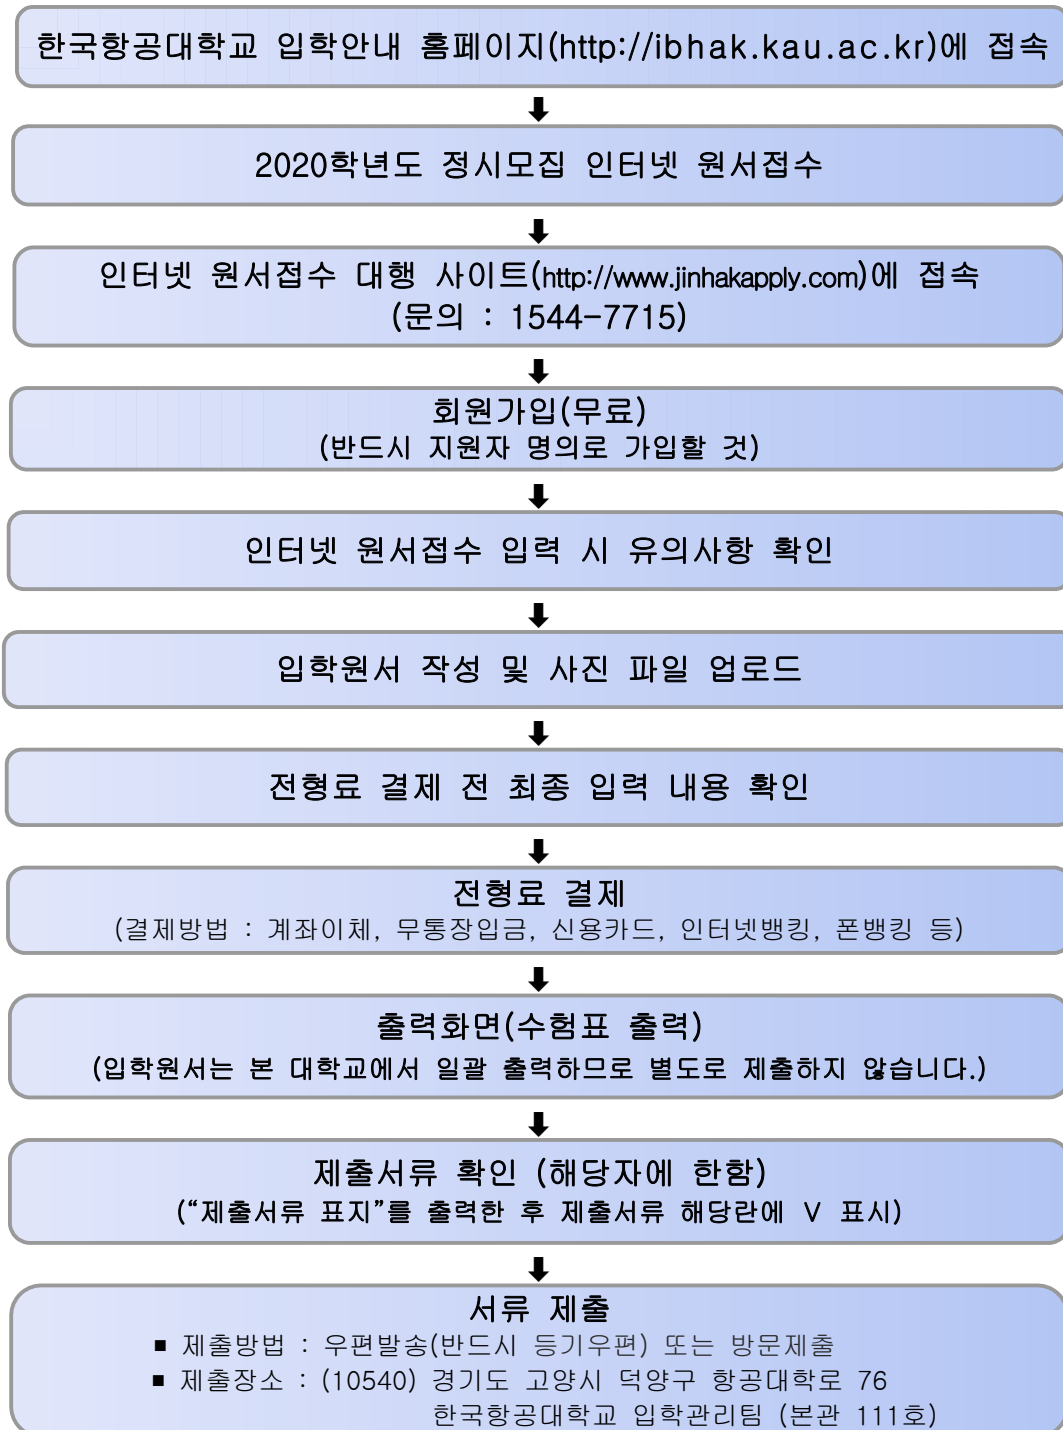 한국항공대학교 입학안내 홈페이지(http://ibhak.kau.ac.kr)에 접속
2020학년도 정시모집 인터넷 원서접수
인터넷 원서접수 대행 사이트(http://www.jinhakapply.com)에 접속
(문의 : 1544-7715)
회원가입(무료)
(반드시 지원자 명의로 가입할 것)
인터넷 원서접수 입력 시 유의사항 확인
입학원서 작성 및 사진 파일 업로드
전형료 결제 전 최종 입력 내용 확인
전형료 결제
(결제방법 : 계좌이체, 무통장입금, 신용카드, 인터넷뱅킹, 폰뱅킹 등)
출력화면(수험표 출력)
(입학원서는 본 대학교에서 일괄 출력하므로 별도로 제출하지 않습니다.)
제출서류 확인 (해당자에 한함)
(“제출서류 표지”를 출력한 후 제출서류 해당란에 V 표시)
서류 제출
▪ 제출방법 : 우편발송(반드시 등기우편) 또는 방문제출
▪ 제출장소 : (10540) 경기도 고양시 덕양구 항공대학로 76
한국항공대학교 입학관리팀 (본관 111호)